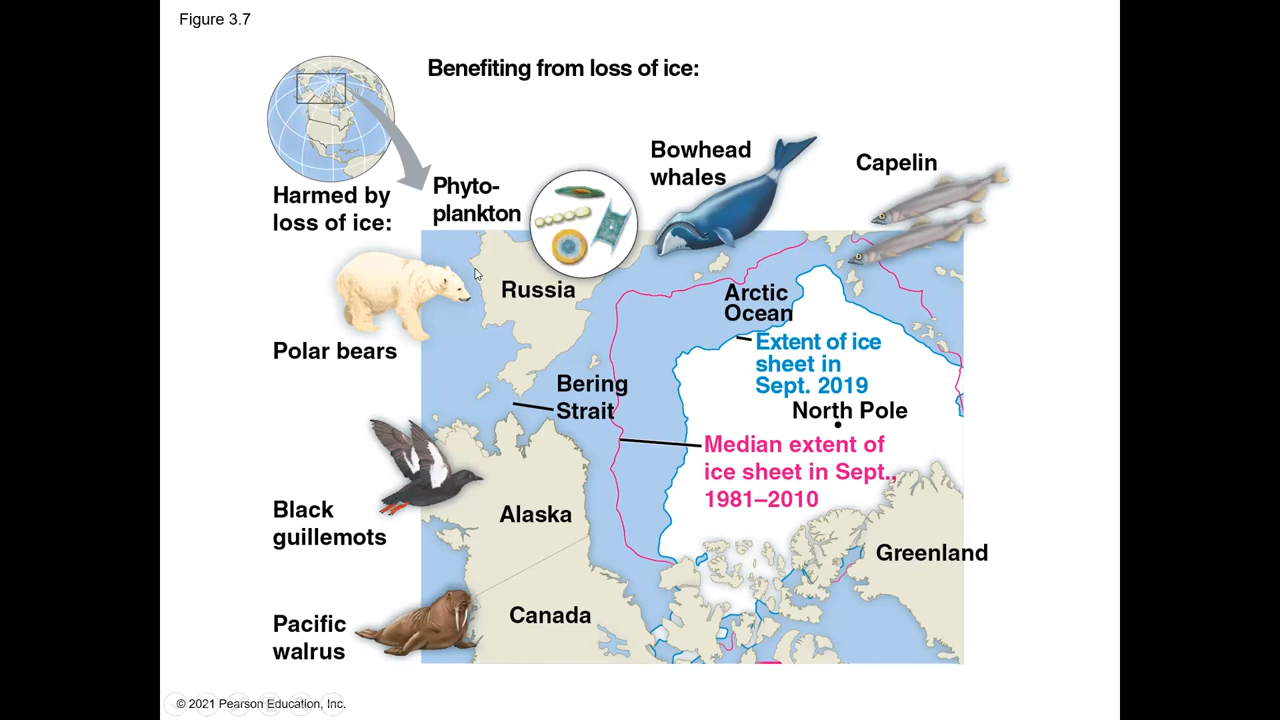 Figure 3.7
Benefiting from loss of ice:
Harmed by
loss of ice:
Phyto-
plankton
Bowhead
whales
Capelin
Polar bears
Black
guillemots
Pacific
walrus
Russia
Arctic
Ocean
Extent of ice
sheet in
Sept. 2019
North Pole
Bering
Strait
Median extent of
ice sheet in Sept.,
1981–2010
Alaska
Greenland
Canada
© 2021 Pearson Education, Inc.